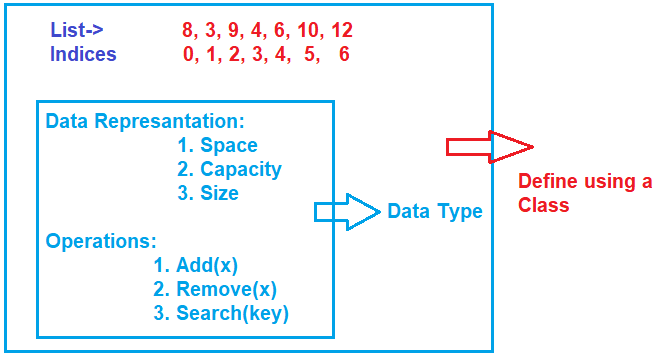 List-> 8, 3, 9, 4, 6, 10, 12
Indices 0, 1, 2, 3, 4, 5, 6
Data Represantation:
1. Space
2. Capacity
3. Size
Data Type
Operations:
1. Add(x)
2. Remove(x)
3. Search(key)
Define using a
Class